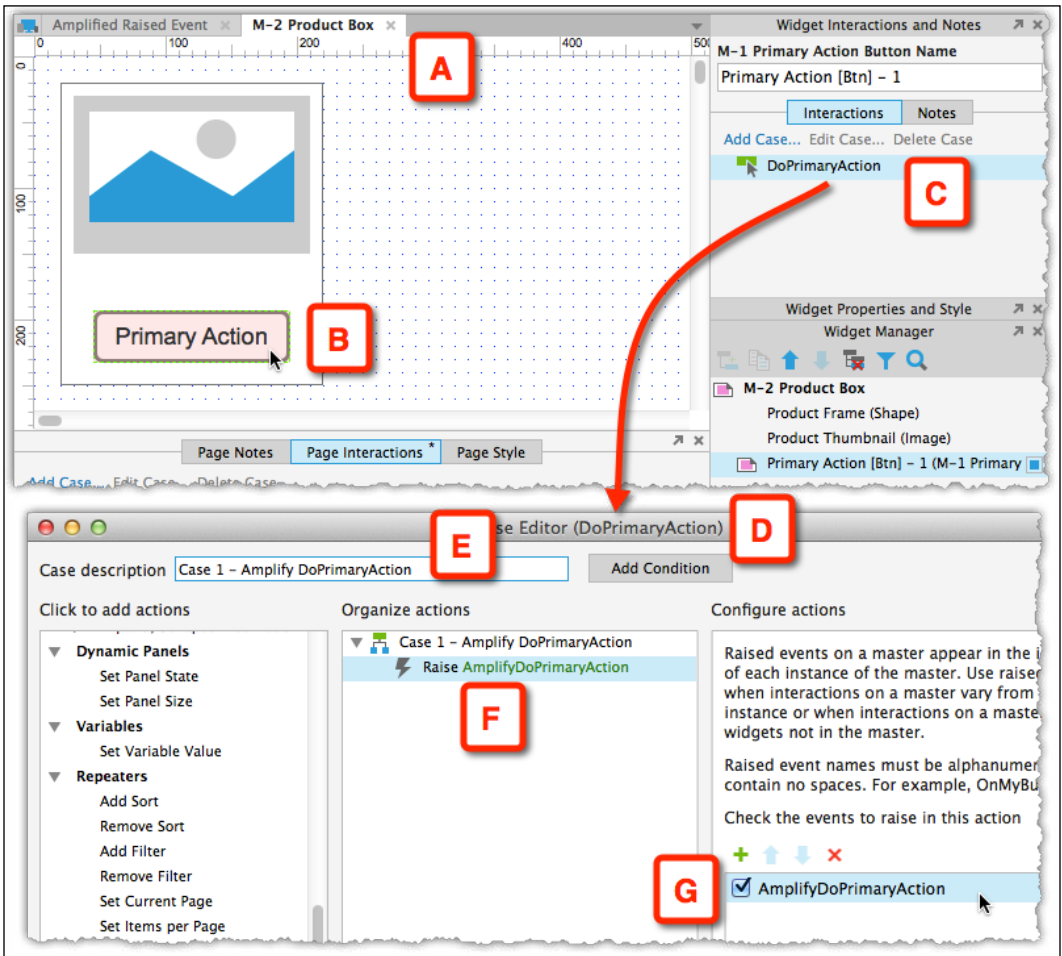 Amplified Raised Event
M-2 Product Box
0 100 200 400 500
0
100
200
A
Primary Action
B
Page Notes Page Interactions * Page Style
Add Case... Edit Case... Delete Case
Widget Interactions and Notes
M-1 Primary Action Button Name
Primary Action [Btn] - 1
Interactions Notes
Add Case... Edit Case... Delete Case
DoPrimaryAction
C
Widget Properties and Style
Widget Manager
M-2 Product Box
Product Frame (Shape)
Product Thumbnail (Image)
Primary Action [Btn] - 1 (M-1 Primary
D
E
se Editor (DoPrimaryAction)
Case description Case 1 - Amplify DoPrimaryAction Add Condition
Click to add actions
Dynamic Panels
Set Panel State
Set Panel Size
Variables
Set Variable Value
Repeaters
Add Sort
Remove Sort
Add Filter
Remove Filter
Set Current Page
Set Items per Page
Organize actions
Case 1 - Amplify DoPrimaryAction
Raise AmplifyDoPrimaryAction
F
Configure actions
Raised events on a master appear in the i
of each instance of the master. Use raised
when interactions on a master vary from
instance or when interactions on a maste
widgets not in the master.
Raised event names must be alphanumer
contain no spaces. For example, OnMyBu
Check the events to raise in this action
G
AmplifyDoPrimaryAction